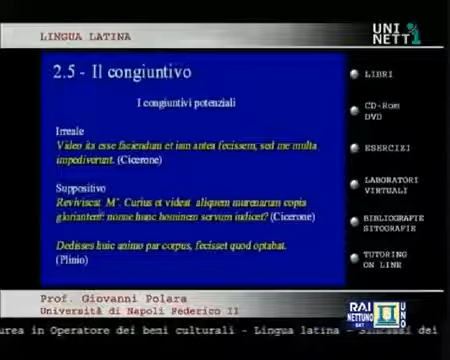 LINGUA LATINA
UNI
NETT
2.5 - Il congiuntivo
I congiuntivi potenziali
Irreale
Video ita esse faciendum et iam antea fecissem, sed me multa
impediverunt. (Cicerone)
Suppositivo
Reviviscat M'. Curius et videat aliquem murenarum copia
gloriantem: nonne hunc hominem servum iudicet? (Cicerone)
Dedisses huic animo par corpus, fecisset quod optabat.
(Plinio)
LIBRI
CD-Rom
DVD
ESERCIZI
LABORATORI
VIRTUALI
BIBLIOGRAFIE
SITOGRAFIE
TUTORING
ON LINE
Prof. Giovanni Polara
Università di Napoli Federico II
RAI
NETTUNO
SAT
UNO
urea in Operatore dei beni culturali - Lingua latina - Sintassi dei